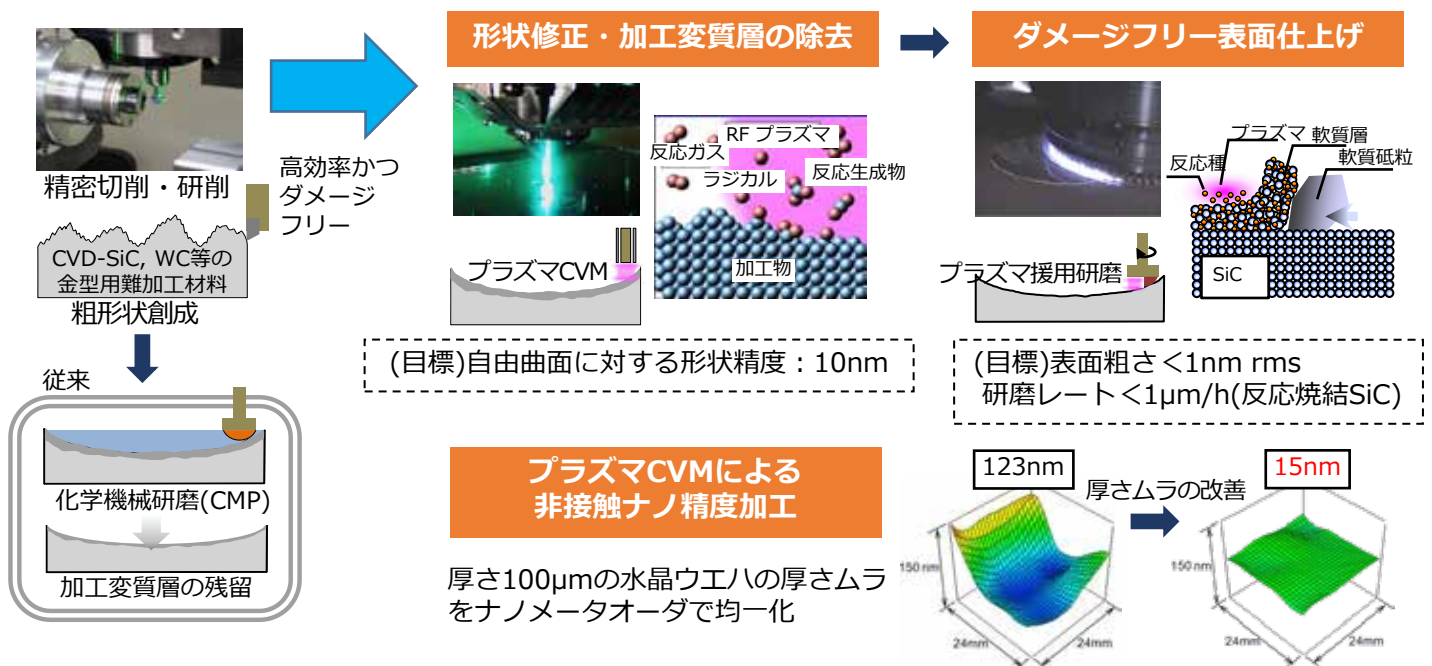 精密切削・研削
CVD-SiC, WC等の
金型用難加工材料
粗形状創成
高効率かつ
ダメージ
フリー
従来
化学機械研磨(CMP)
加工変質層の残留
形状修正・加工変質層の除去
RF プラズマ
反応ガス
ラジカル
反応生成物
加工物
プラズマCVM
(目標)自由曲面に対する形状精度：10nm
ダメージフリー表面仕上げ
プラズマ
軟質層
反応種
軟質砥粒
SiC
プラズマ援用研磨
(目標)表面粗さ<1nm rms
研磨レート<1µm/h(反応焼結SiC)
プラズマCVMによる
非接触ナノ精度加工
厚さ100µmの水晶ウエハの厚さムラ
をナノメータオーダで均一化
123nm
厚さムラの改善
15nm
150 nm
24mm
24mm
150 nm
24mm
24mm